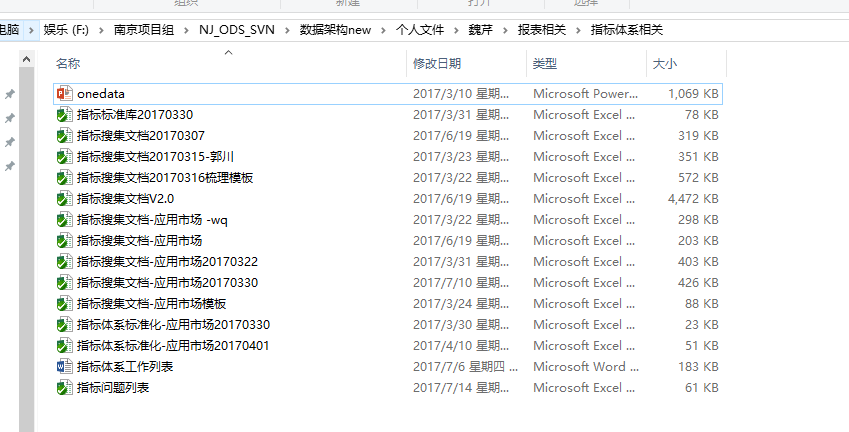 组织 新建 打开 选择
电脑 > 娱乐 (F:) > 南京项目组 > NJ_ODS_SVN > 数据架构new > 个人文件 > 魏芹 > 报表相关 > 指标体系相关
名称 修改日期 类型 大小
onedata 2017/3/10 星期... Microsoft Power... 1,069 KB
指标标准库20170330 2017/3/31 星期... Microsoft Excel ... 78 KB
指标搜集文档20170307 2017/6/19 星期... Microsoft Excel ... 319 KB
指标搜集文档20170315-郭川 2017/3/23 星期... Microsoft Excel ... 351 KB
指标搜集文档20170316梳理模板 2017/3/22 星期... Microsoft Excel ... 572 KB
指标搜集文档V2.0 2017/6/19 星期... Microsoft Excel ... 4,472 KB
指标搜集文档-应用市场 -wq 2017/3/22 星期... Microsoft Excel ... 298 KB
指标搜集文档-应用市场 2017/6/19 星期... Microsoft Excel ... 203 KB
指标搜集文档-应用市场20170322 2017/3/31 星期... Microsoft Excel ... 403 KB
指标搜集文档-应用市场20170330 2017/7/10 星期... Microsoft Excel ... 426 KB
指标搜集文档-应用市场模板 2017/3/24 星期... Microsoft Excel ... 88 KB
指标体系标准化-应用市场20170330 2017/3/30 星期... Microsoft Excel ... 23 KB
指标体系标准化-应用市场20170401 2017/4/10 星期... Microsoft Excel ... 51 KB
指标体系工作列表 2017/7/6 星期四 ... Microsoft Word ... 183 KB
指标问题列表 2017/7/14 星期... Microsoft Excel ... 61 KB